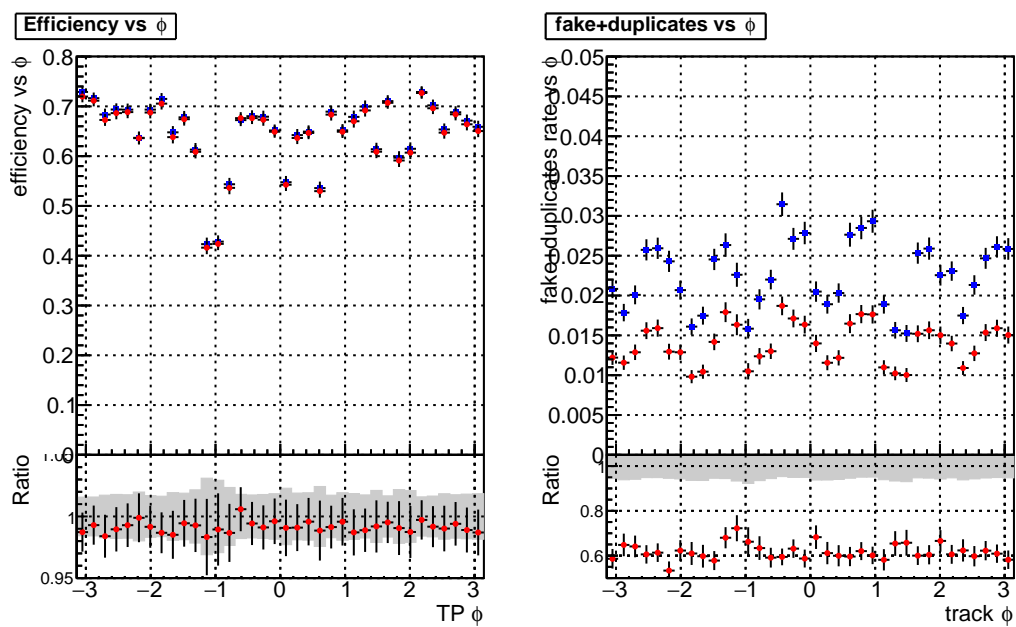 Efficiency vs ϕ
efficiency vs ϕ
0.8
0.7
0.6
0.5
0.4
0.3
0.2
0.1
0
Ratio
1
0.95
−3 −2 −1 0 1 2 3
TP ϕ
fake+duplicates vs ϕ
fake+duplicates rate vs ϕ
0.05
0.045
0.04
0.035
0.03
0.025
0.02
0.015
0.01
0.005
0
Ratio
1
0.8
0.6
−3 −2 −1 0 1 2 3
track ϕ